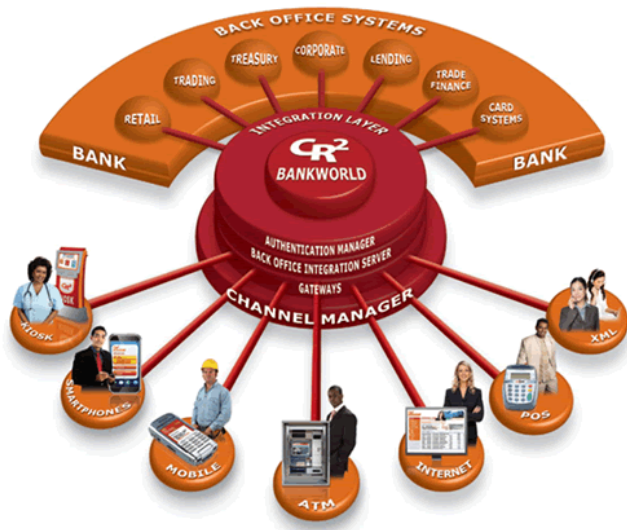 BACK OFFICE SYSTEMS
RETAIL
TRADING
TREASURY
CORPORATE
LENDING
TRADE
FINANCE
CARD
SYSTEMS
BANK
BANK
INTEGRATION LAYER
CR2
BANKWORLD
AUTHENTICATION MANAGER
BACK OFFICE INTEGRATION SERVER
GATEWAYS
CHANNEL MANAGER
KIOSK
SMARTPHONES
MOBILE
ATM
INTERNET
POS
XML